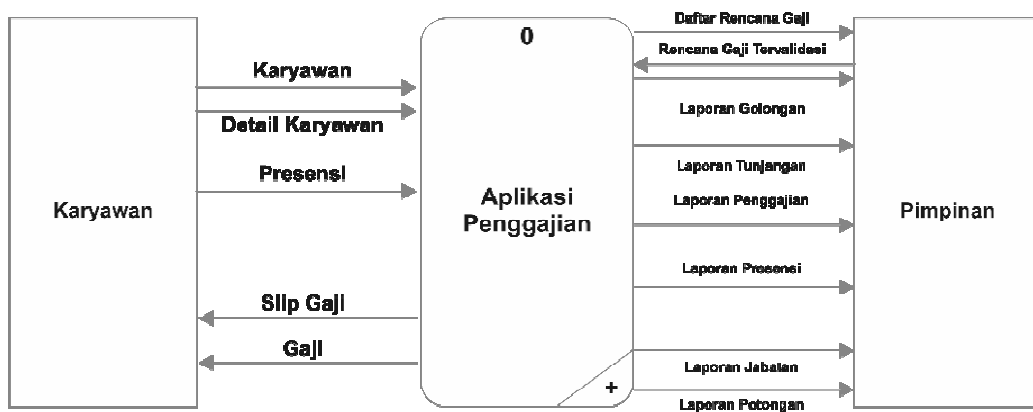 Karyawan
Karyawan
Detail Karyawan
Presensi
Slip Gaji
Gaji
0
Aplikasi
Penggajian
+
Daftar Rencana Gaji
Rencana Gaji Tervalidasi
Laporan Golongan
Laporan Tunjangan
Laporan Penggajian
Laporan Presensi
Laporan Jabatan
Laporan Potongan
Pimpinan